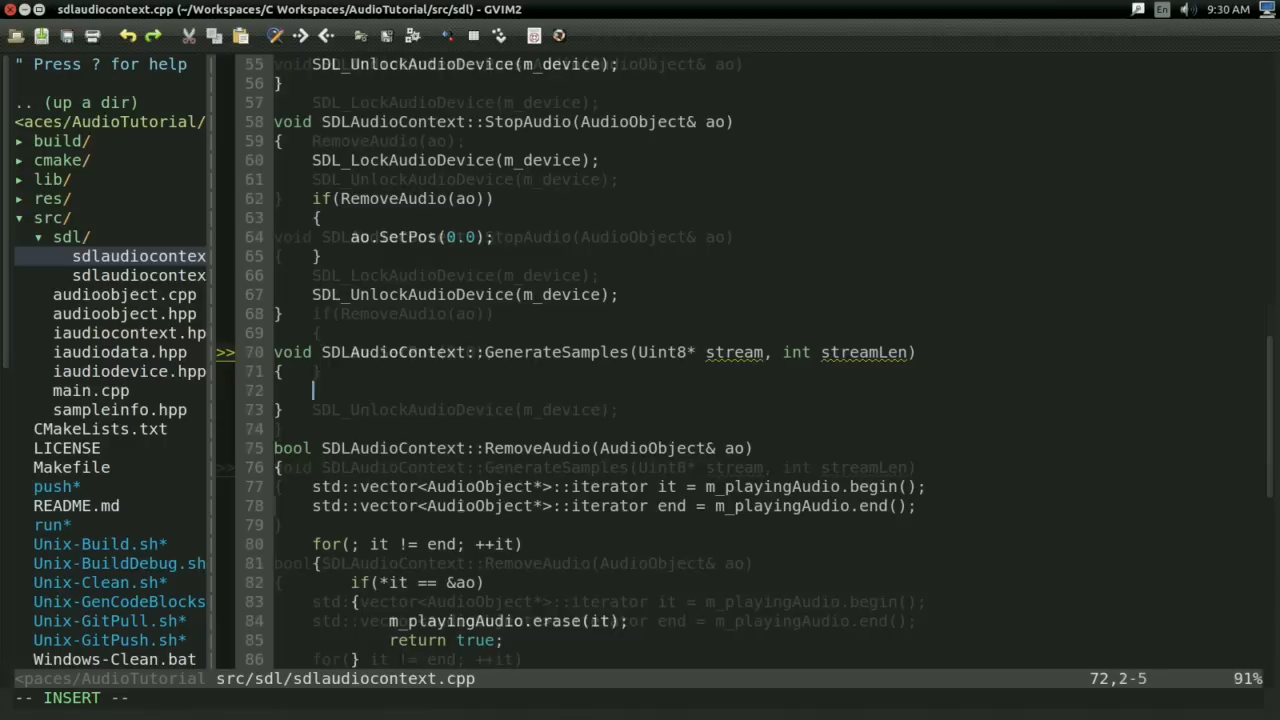 sdlaudiocontext.cpp (~/Workspaces/C Workspaces/AudioTutorial/src/sdl) - GVIM2
En
9:30 AM
" Press ? for help
.. (up a dir)
<aces/AudioTutorial/
▸ build/
▸ cmake/
▸ lib/
▸ res/
▾ src/
▾ sdl/
sdlaudiocontex
sdlaudiocontex
audioobject.cpp
audioobject.hpp
iaudiocontext.hp
iaudiodata.hpp
iaudiodevice.hpp
main.cpp
sampleinfo.hpp
CMakeLists.txt
LICENSE
Makefile
push*
README.md
run*
Unix-Build.sh*
Unix-BuildDebug.sh
Unix-Clean.sh*
Unix-GenCodeBlocks
Unix-GitPull.sh*
Unix-GitPush.sh*
Windows-Clean.bat
55 SDL_UnlockAudioDevice(m_device);
56 }
57
58 void SDLAudioContext::StopAudio(AudioObject& ao)
59 {
60 SDL_LockAudioDevice(m_device);
61
62 if(RemoveAudio(ao))
63 {
64 ao.SetPos(0.0);
65 }
66
67 SDL_UnlockAudioDevice(m_device);
68 }
69
>> 70 void SDLAudioContext::GenerateSamples(Uint8* stream, int streamLen)
71 {
72
73 }
74
75 bool SDLAudioContext::RemoveAudio(AudioObject& ao)
76 {
77 std::vector<AudioObject*>::iterator it = m_playingAudio.begin();
78 std::vector<AudioObject*>::iterator end = m_playingAudio.end();
79
80 for(; it != end; ++it)
81 {
82 if(*it == &ao)
83 {
84 m_playingAudio.erase(it);
85 return true;
86 }
<paces/AudioTutorial src/sdl/sdlaudiocontext.cpp 72,2-5 91%
-- INSERT --